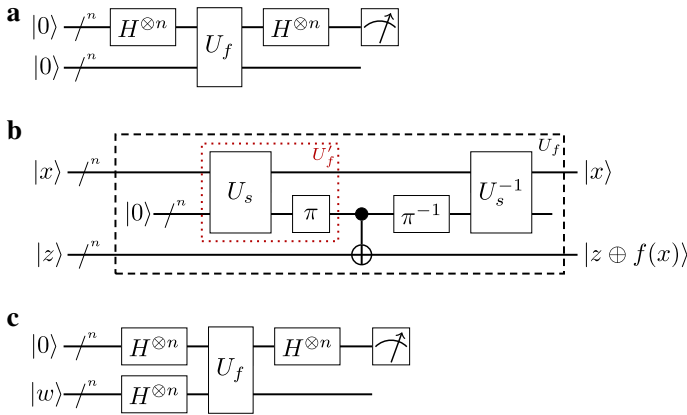 a
|0⟩ n H⊗n U_f H⊗n
|0⟩ n
b
U′_f U_f
|x⟩ n U_s U_s^−1 |x⟩
|0⟩ n π π^−1
|z⟩ n |z ⊕ f(x)⟩
c
|0⟩ n H⊗n U_f H⊗n
|w⟩ n H⊗n